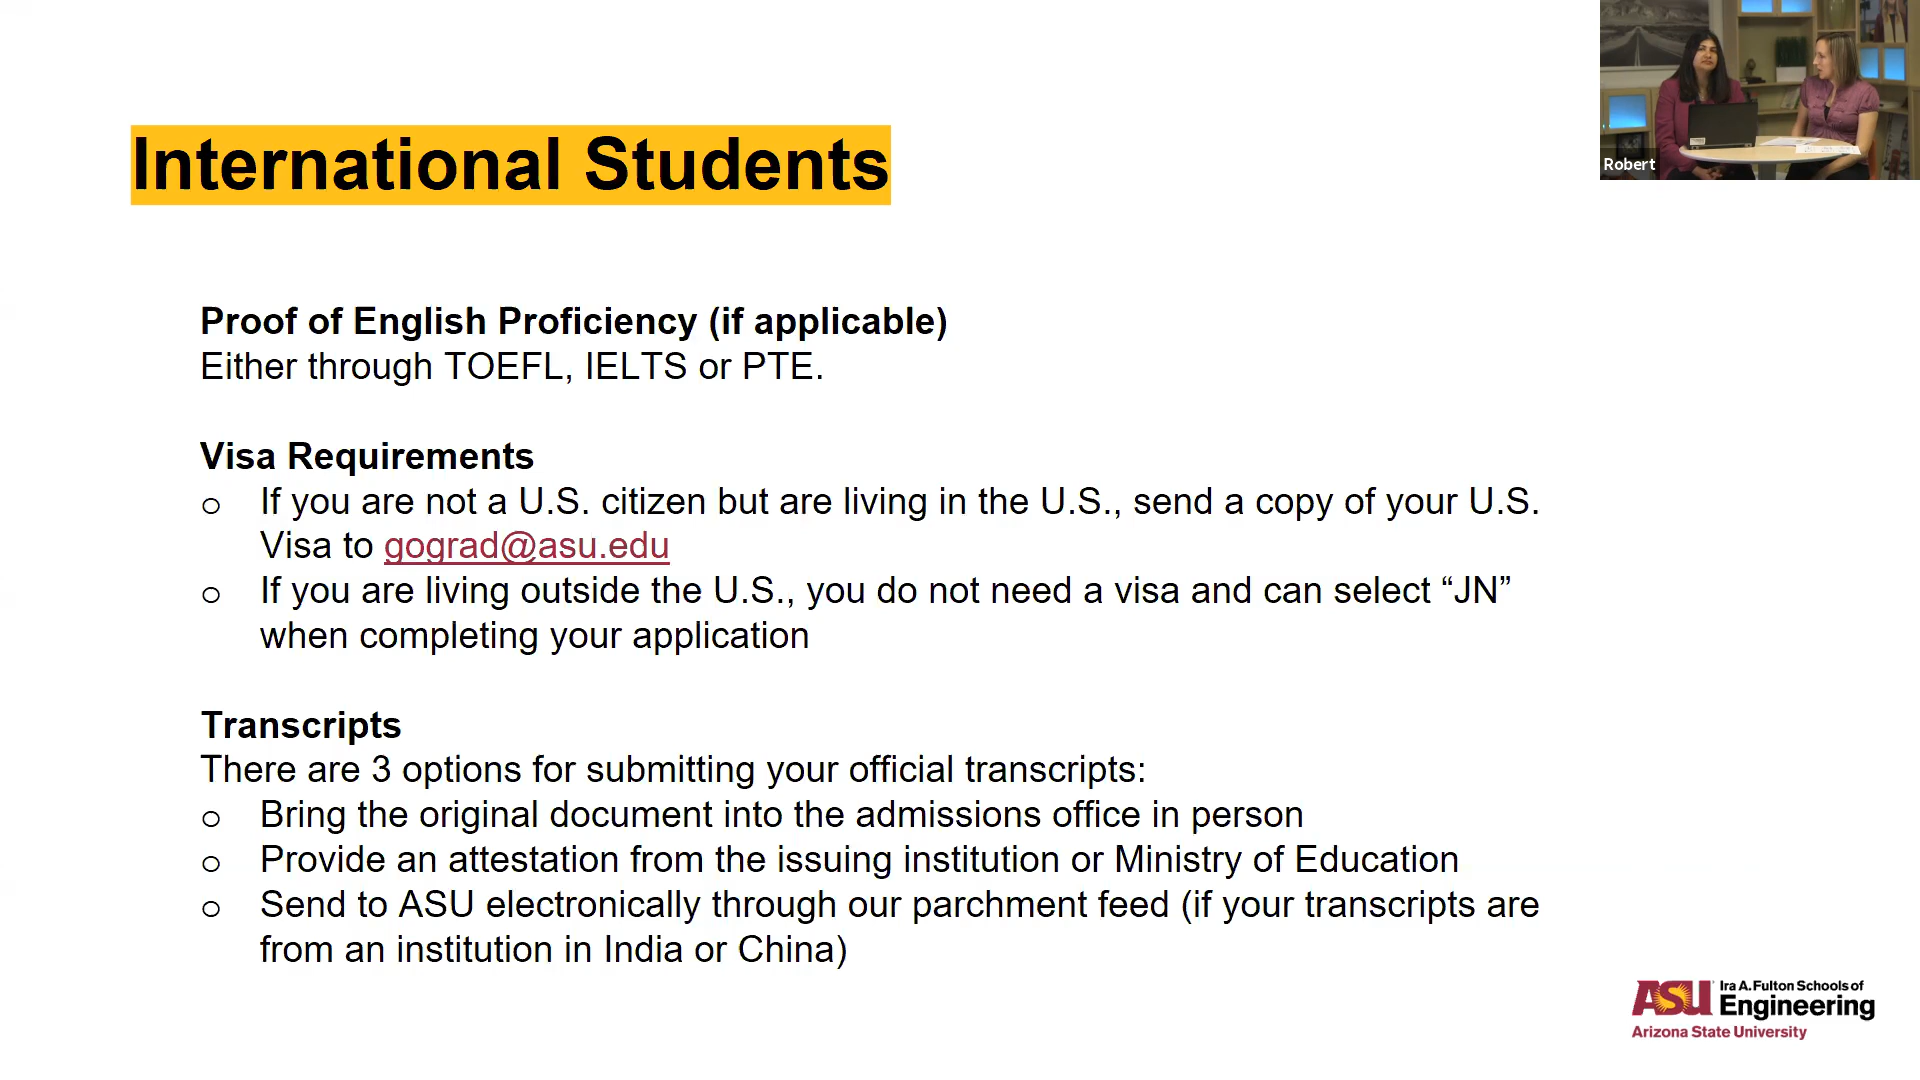 International Students
Robert
Proof of English Proficiency (if applicable)
Either through TOEFL, IELTS or PTE.
Visa Requirements
o If you are not a U.S. citizen but are living in the U.S., send a copy of your U.S.
Visa to gograd@asu.edu
o If you are living outside the U.S., you do not need a visa and can select “JN”
when completing your application
Transcripts
There are 3 options for submitting your official transcripts:
o Bring the original document into the admissions office in person
o Provide an attestation from the issuing institution or Ministry of Education
o Send to ASU electronically through our parchment feed (if your transcripts are
from an institution in India or China)
ASU Ira A. Fulton Schools of
Engineering
Arizona State University